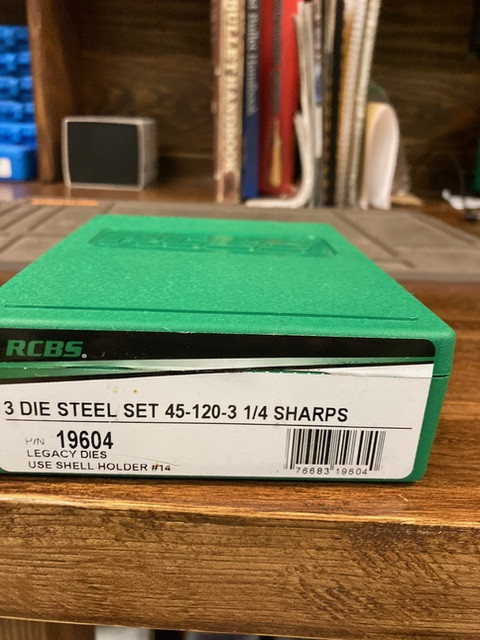 RCBS.
3 DIE STEEL SET 45-120-3 1/4 SHARPS
P/N 19604
LEGACY DIES
USE SHELL HOLDER #14
76683 19604